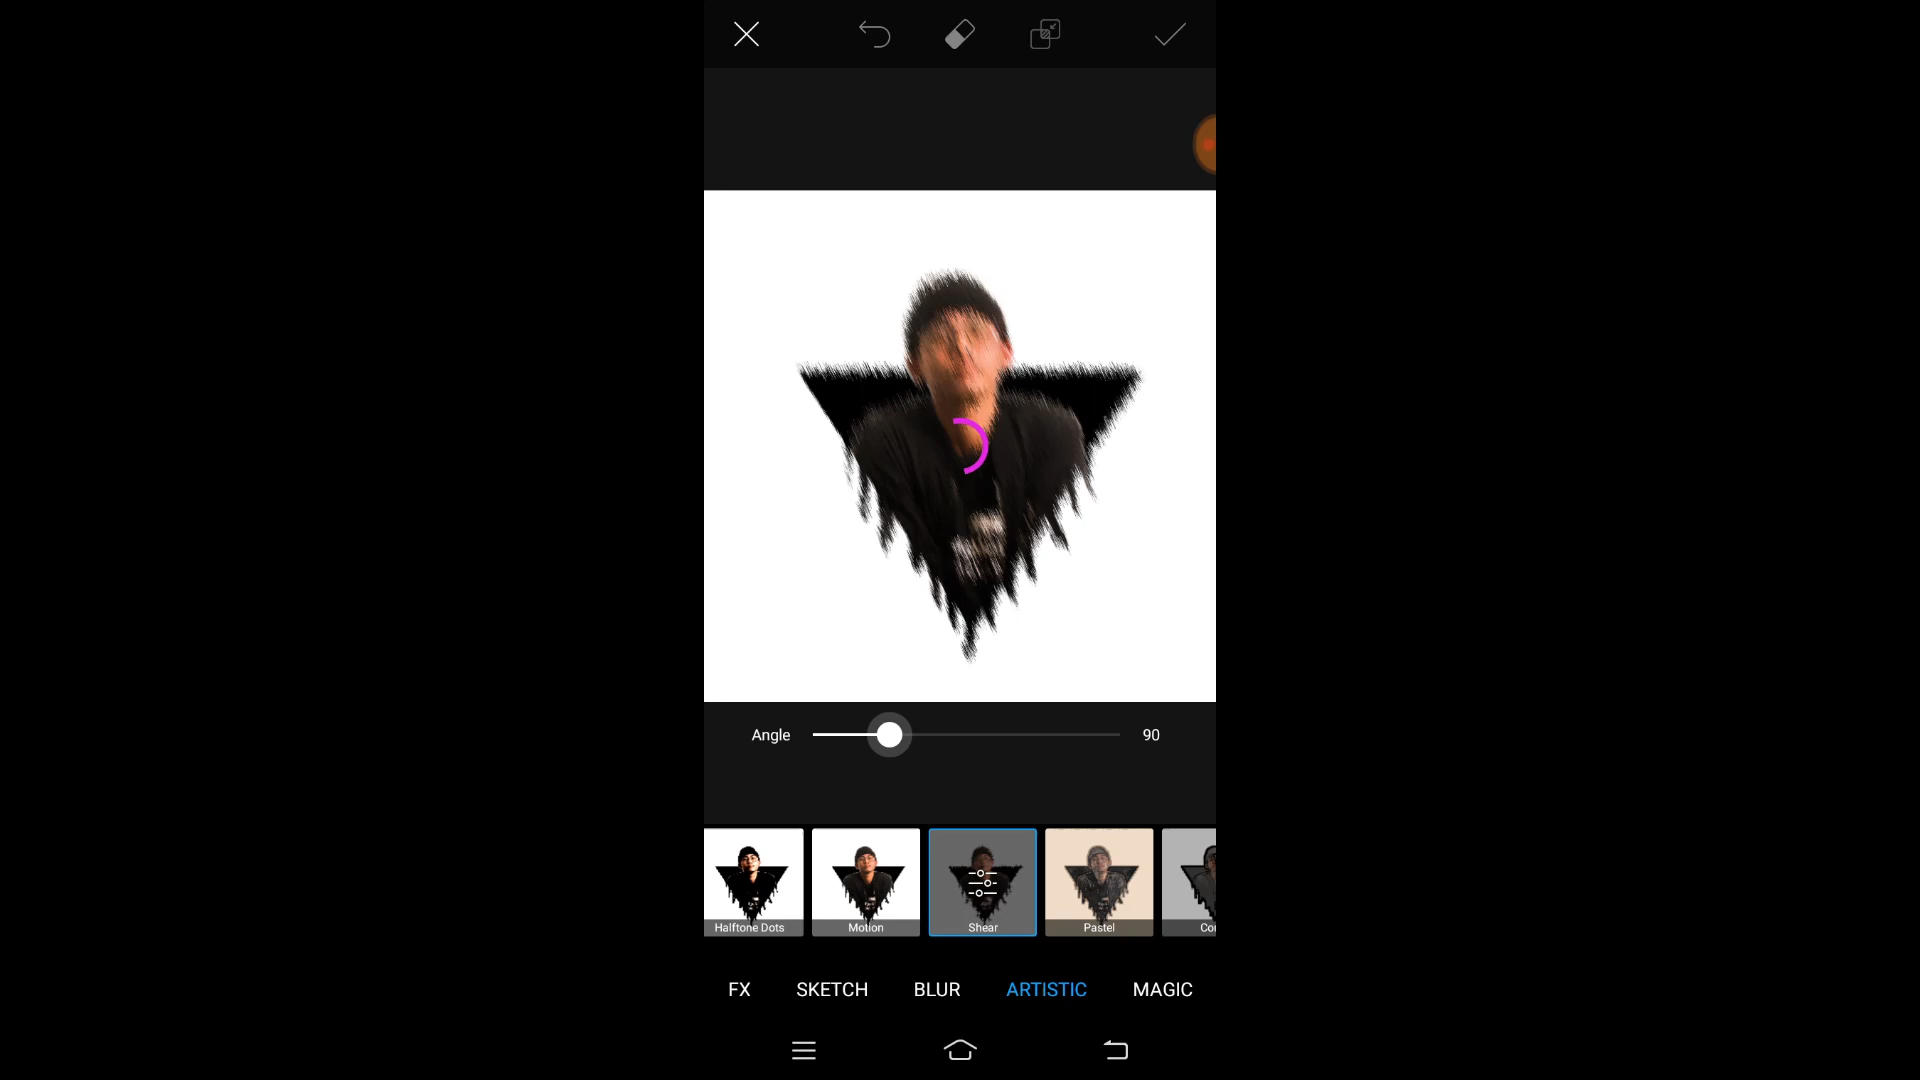 Angle 90
Halftone Dots Motion Shear Pastel
FX SKETCH BLUR ARTISTIC MAGIC